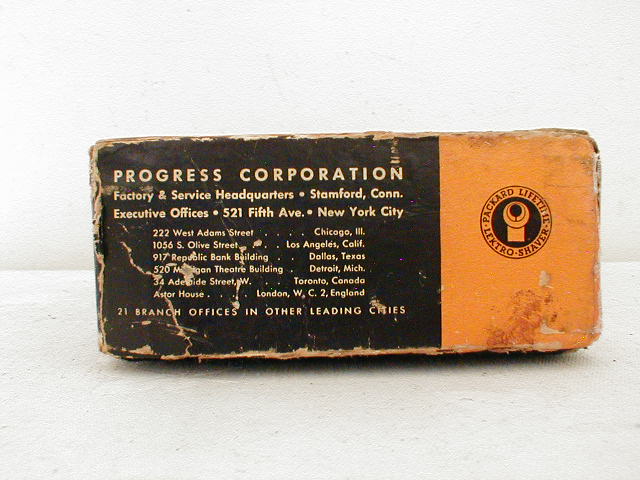 PROGRESS CORPORATION
Factory & Service Headquarters • Stamford, Conn.
Executive Offices • 521 Fifth Ave. • New York City
222 West Adams Street . . . . Chicago, Ill.
1056 S. Olive Street . . . Los Angeles, Calif.
917 Republic Bank Building . Dallas, Texas
520 Michigan Theatre Building . Detroit, Mich.
34 Adelaide Street, W. . . . Toronto, Canada
Astor House . . . . London, W. C. 2, England
21 BRANCH OFFICES IN OTHER LEADING CITIES
• PACKARD LIFETIME •
LEKTRO-SHAVER